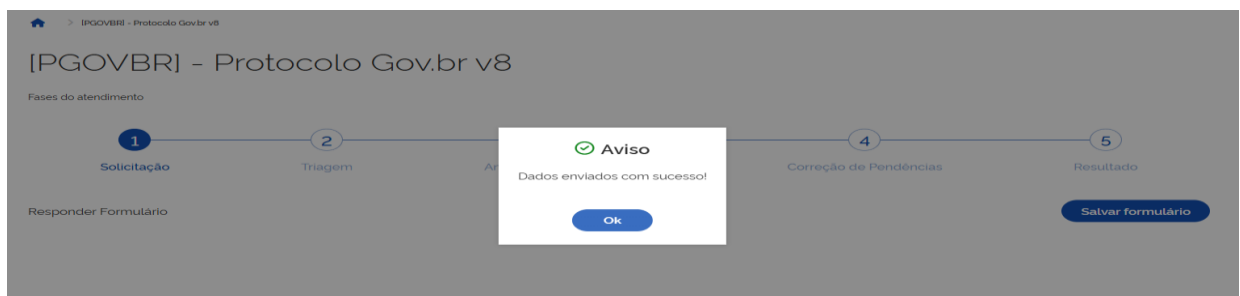 > [PGOVBR] - Protocolo Gov.br v8
[PGOVBR] - Protocolo Gov.br v8
Fases do atendimento
1
2
4
5
Solicitação
Triagem
Correção de Pendências
Resultado
Aviso
Dados enviados com sucesso!
Ok
Responder Formulário
Salvar formulário